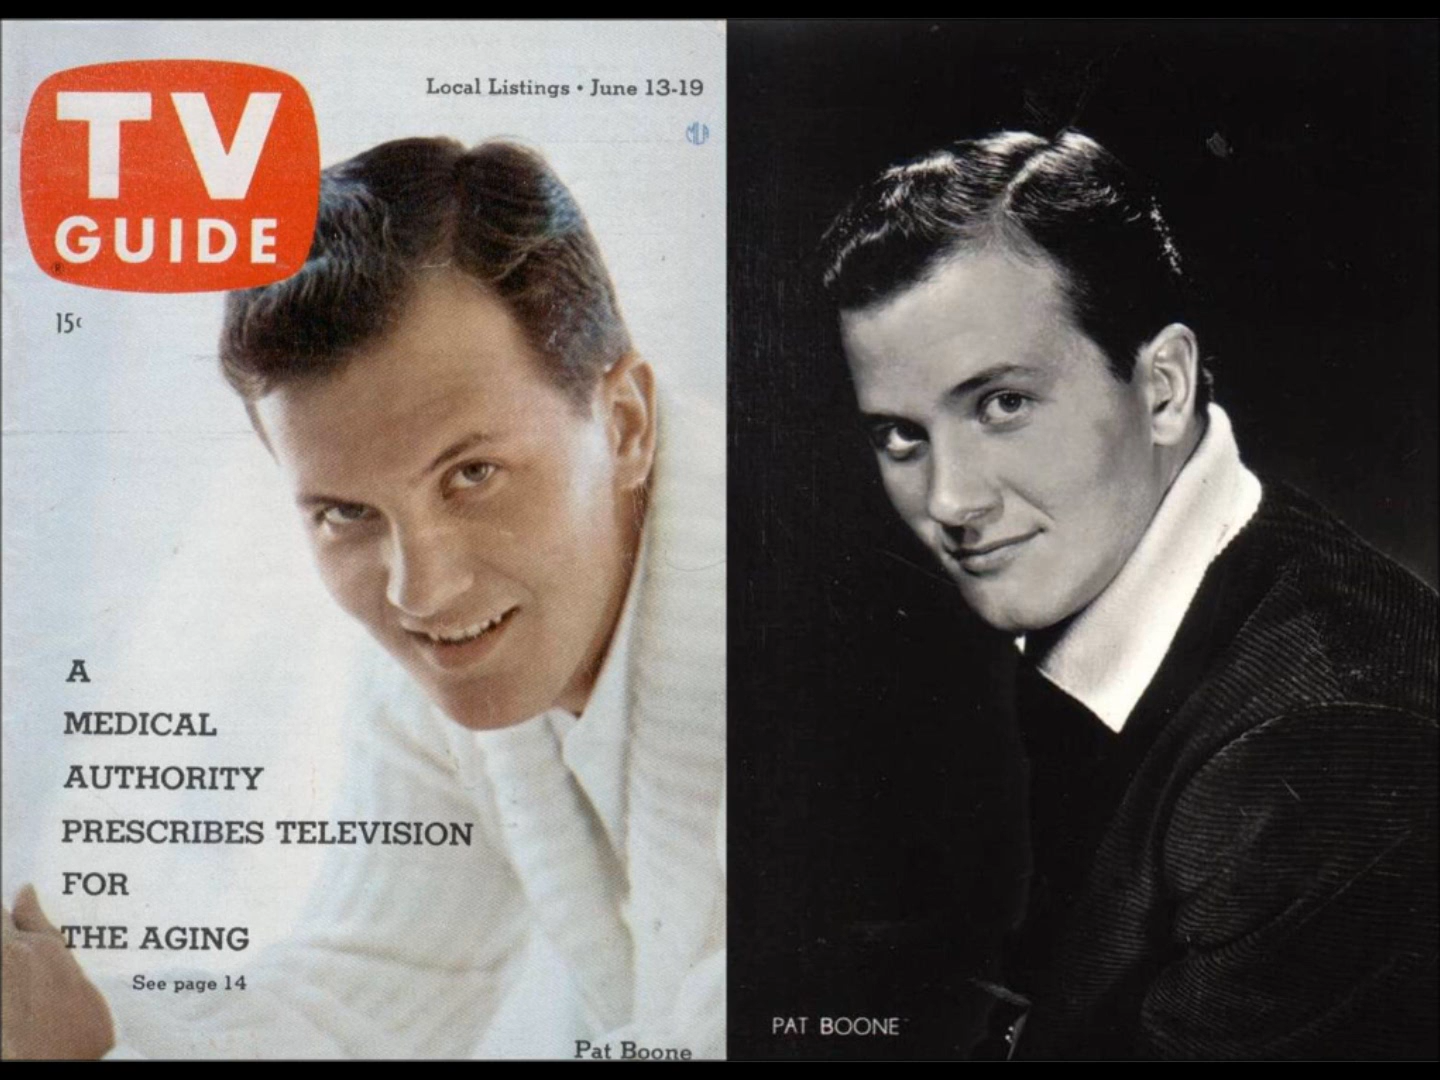 TV
GUIDE
®
Local Listings • June 13-19
MLA
15¢
A
MEDICAL
AUTHORITY
PRESCRIBES TELEVISION
FOR
THE AGING
See page 14
Pat Boone
PAT BOONE